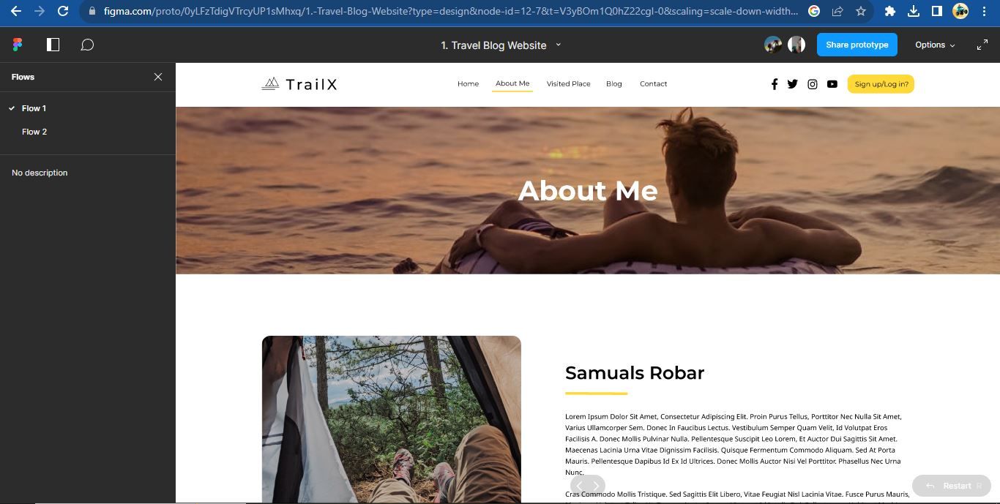 figma.com/proto/0yLFzTdigVTrcyUP1sMhxq/1.-Travel-Blog-Website?type=design&node-id=12-7&t=V3yBOm1Q0hZ22cgI-0&scaling=scale-down-width...
1. Travel Blog Website
Share prototype
Options
Flows
Flow 1
Flow 2
No description
TrailX
Home
About Me
Visited Place
Blog
Contact
Sign up/Log in?
About Me
Samuals Robar
Lorem Ipsum Dolor Sit Amet, Consectetur Adipiscing Elit. Proin Purus Tellus, Porttitor Nec Nulla Sit Amet,
Varius Ullamcorper Sem. Donec In Faucibus Lectus. Vestibulum Semper Quam Velit, Id Volutpat Eros
Facilisis A. Donec Mollis Pulvinar Nulla. Pellentesque Suscipit Leo Lorem, Et Auctor Dui Sagittis Sit Amet.
Maecenas Lacinia Urna Vitae Dignissim Facilisis. Quisque Fermentum Commodo Aliquam. Sed At Porta
Mauris. Pellentesque Dapibus Id Ex Id Ultrices. Donec Mollis Auctor Nisi Vel Porttitor. Phasellus Nec Urna
Nunc.
Cras Commodo Mollis Tristique. Sed Sagittis Elit Libero, Vitae Feugiat Nisl Lacinia Vitae. Fusce Purus Mauris,
Restart R